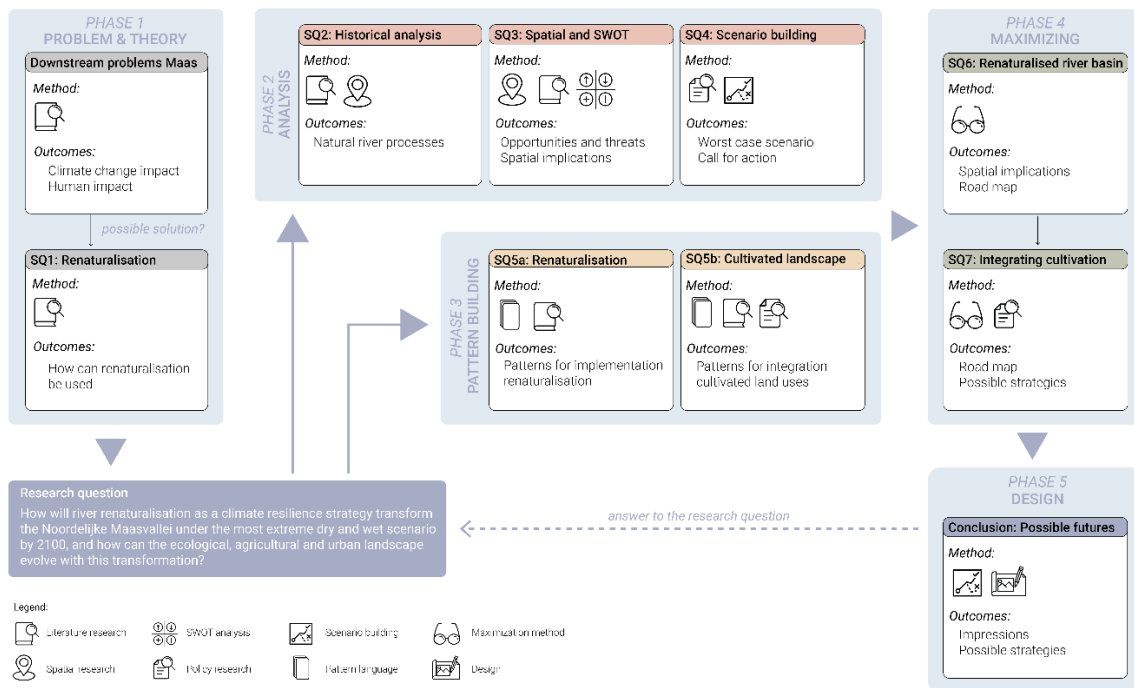 PHASE 1
PROBLEM & THEORY
Downstream problems Maas
Method:
Outcomes:
Climate change impact
Human impact
possible solution?
SQ1: Renaturalisation
Method:
Outcomes:
How can renaturalisation
be used
PHASE 2
ANALYSIS
SQ2: Historical analysis
Method:
Outcomes:
Natural river processes
SQ3: Spatial and SWOT
Method:
Outcomes:
Opportunities and threats
Spatial implications
SQ4: Scenario building
Method:
Outcomes:
Worst case scenario
Call for action
PHASE 3
PATTERN BUILDING
SQ5a: Renaturalisation
Method:
Outcomes:
Patterns for implementation
renaturalisation
SQ5b: Cultivated landscape
Method:
Outcomes:
Patterns for integration
cultivated land uses
PHASE 4
MAXIMIZING
SQ6: Renaturalised river basin
Method:
Outcomes:
Spatial implications
Road map
SQ7: Integrating cultivation
Method:
Outcomes:
Road map
Possible strategies
Research question
How will river renaturalisation as a climate resilience strategy transform
the Noordelijke Maasvallei under the most extreme dry and wet scenario
by 2100, and how can the ecological, agricultural and urban landscape
evolve with this transformation?
answer to the research question
PHASE 5
DESIGN
Conclusion: Possible futures
Method:
Outcomes:
Impressions
Possible strategies
Legend:
Literature research
SWOT analysis
Scenario building
Maximization method
Spatial research
Policy research
Pattern language
Design